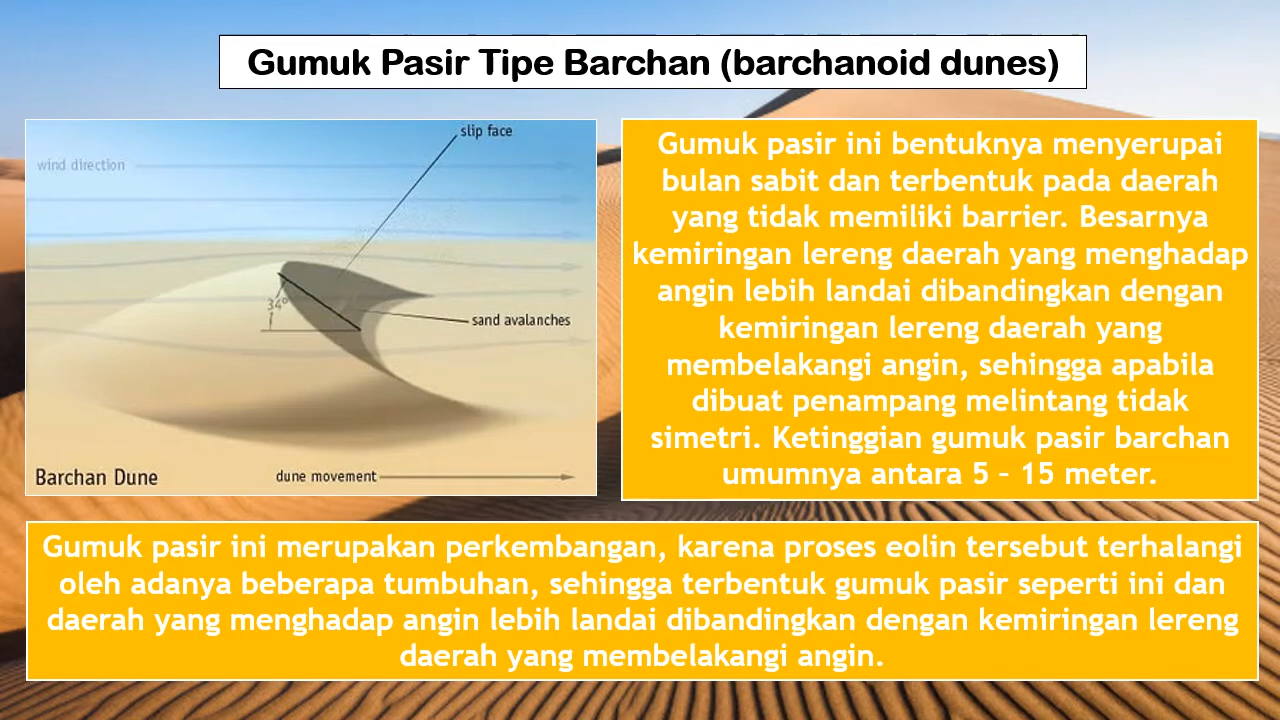 Gumuk Pasir Tipe Barchan (barchanoid dunes)
slip face
wind direction
34°
sand avalanches
Barchan Dune
dune movement
Gumuk pasir ini bentuknya menyerupai
bulan sabit dan terbentuk pada daerah
yang tidak memiliki barrier. Besarnya
kemiringan lereng daerah yang menghadap
angin lebih landai dibandingkan dengan
kemiringan lereng daerah yang
membelakangi angin, sehingga apabila
dibuat penampang melintang tidak
simetri. Ketinggian gumuk pasir barchan
umumnya antara 5 – 15 meter.
Gumuk pasir ini merupakan perkembangan, karena proses eolin tersebut terhalangi
oleh adanya beberapa tumbuhan, sehingga terbentuk gumuk pasir seperti ini dan
daerah yang menghadap angin lebih landai dibandingkan dengan kemiringan lereng
daerah yang membelakangi angin.